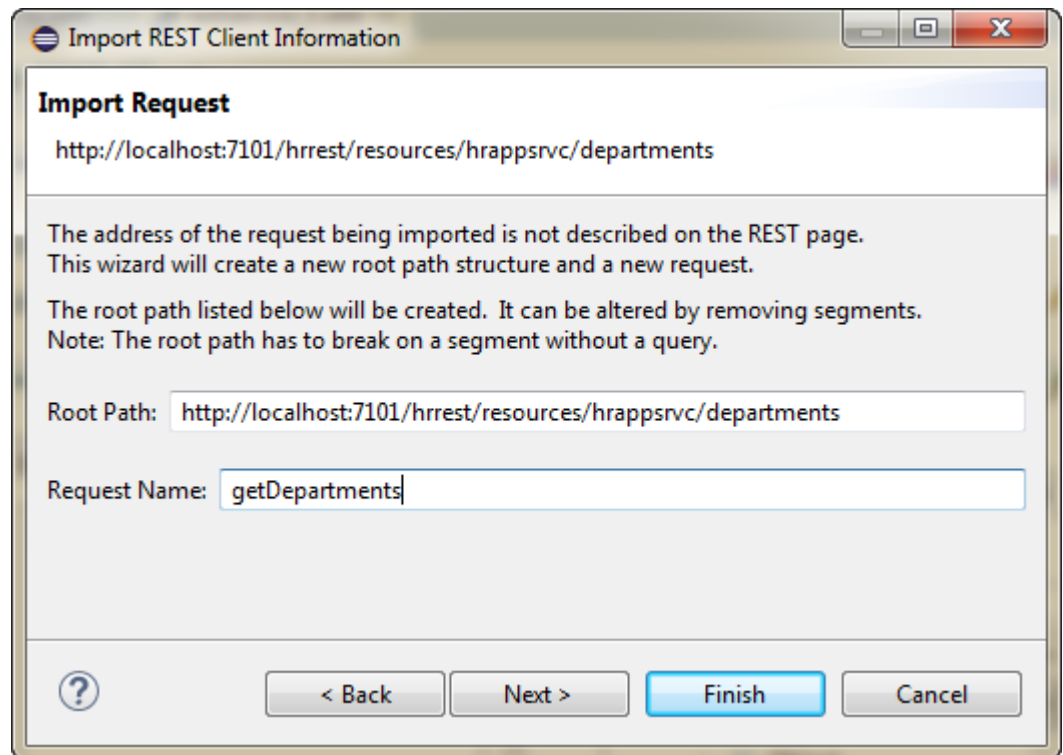 Import REST Client Information
Import Request
http://localhost:7101/hrrest/resources/hrappsrvc/departments
The address of the request being imported is not described on the REST page.
This wizard will create a new root path structure and a new request.
The root path listed below will be created.  It can be altered by removing segments.
Note: The root path has to break on a segment without a query.
Root Path: http://localhost:7101/hrrest/resources/hrappsrvc/departments
Request Name: getDepartments
? < Back Next > Finish Cancel